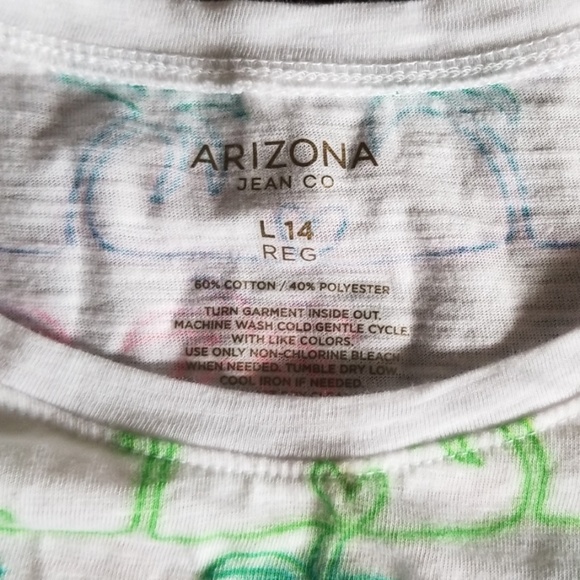 ARIZONA
JEAN CO
L 14
REG
60% COTTON / 40% POLYESTER
TURN GARMENT INSIDE OUT.
MACHINE WASH COLD GENTLE CYCLE
WITH LIKE COLORS.
USE ONLY NON-CHLORINE BLEACH
WHEN NEEDED. TUMBLE DRY LOW.
COOL IRON IF NEEDED.